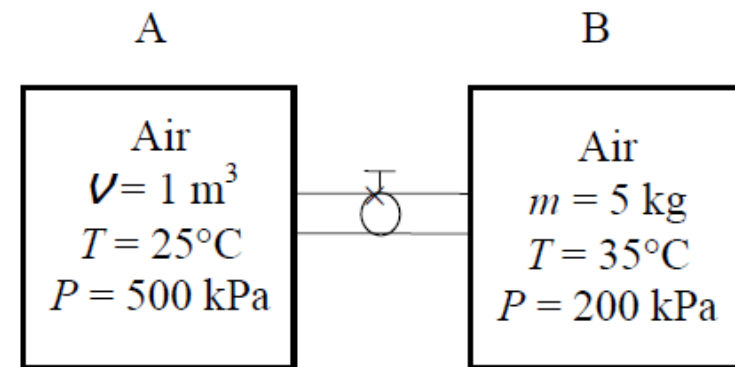 A
B
Air
V = 1 m³
T = 25°C
P = 500 kPa
Air
m = 5 kg
T = 35°C
P = 200 kPa